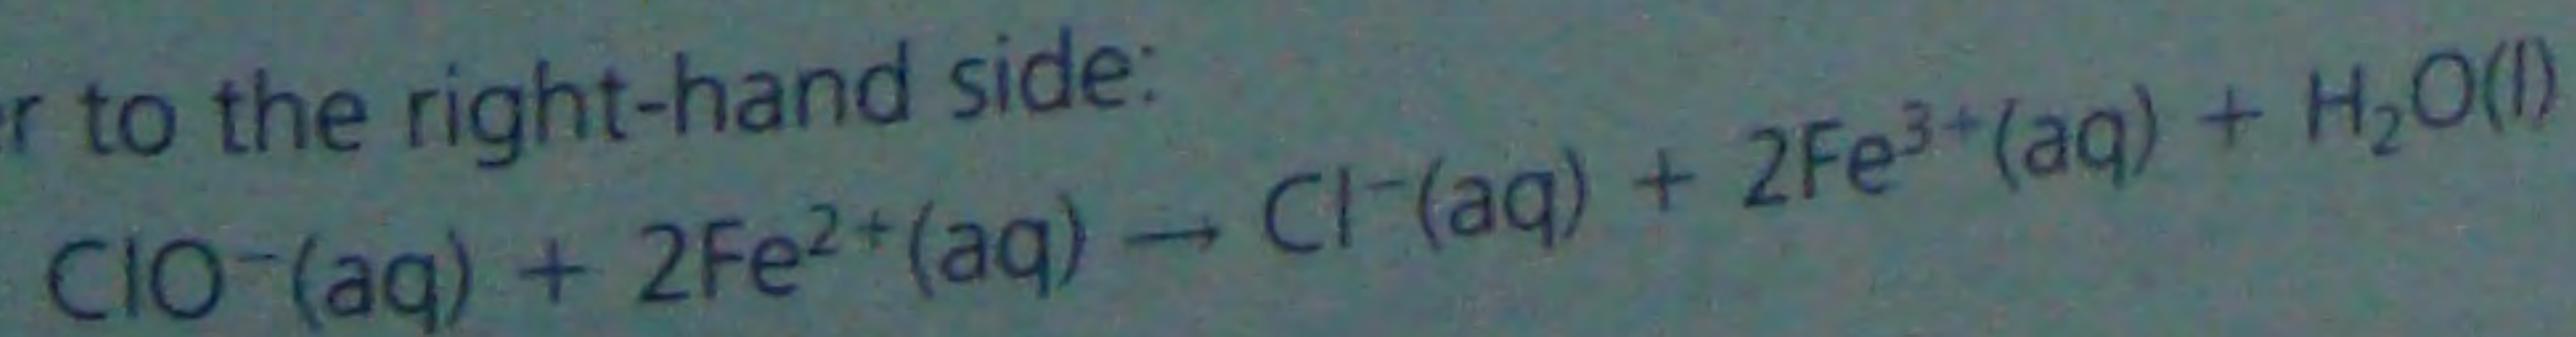 to the right-hand side:
ClO⁻(aq) + 2Fe²⁺(aq) → Cl⁻(aq) + 2Fe³⁺(aq) + H₂O(l)